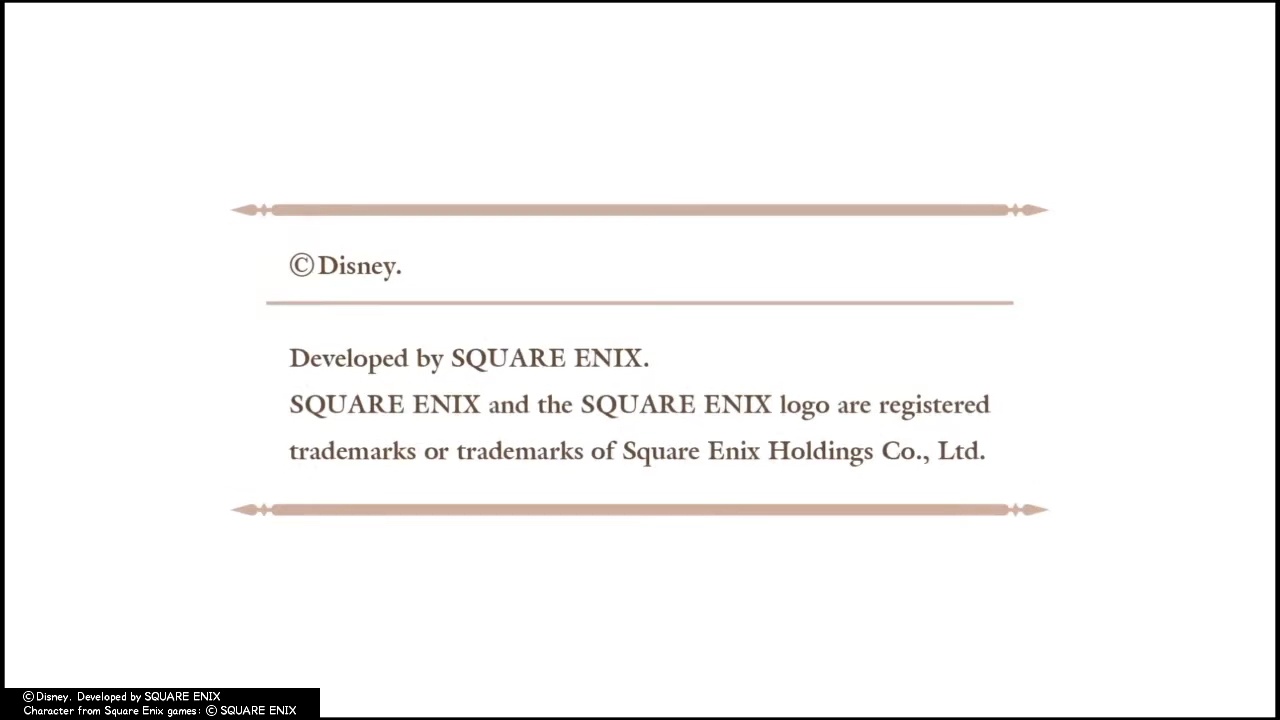 © Disney.
Developed by SQUARE ENIX.
SQUARE ENIX and the SQUARE ENIX logo are registered
trademarks or trademarks of Square Enix Holdings Co., Ltd.
© Disney. Developed by SQUARE ENIX
Character from Square Enix games: © SQUARE ENIX